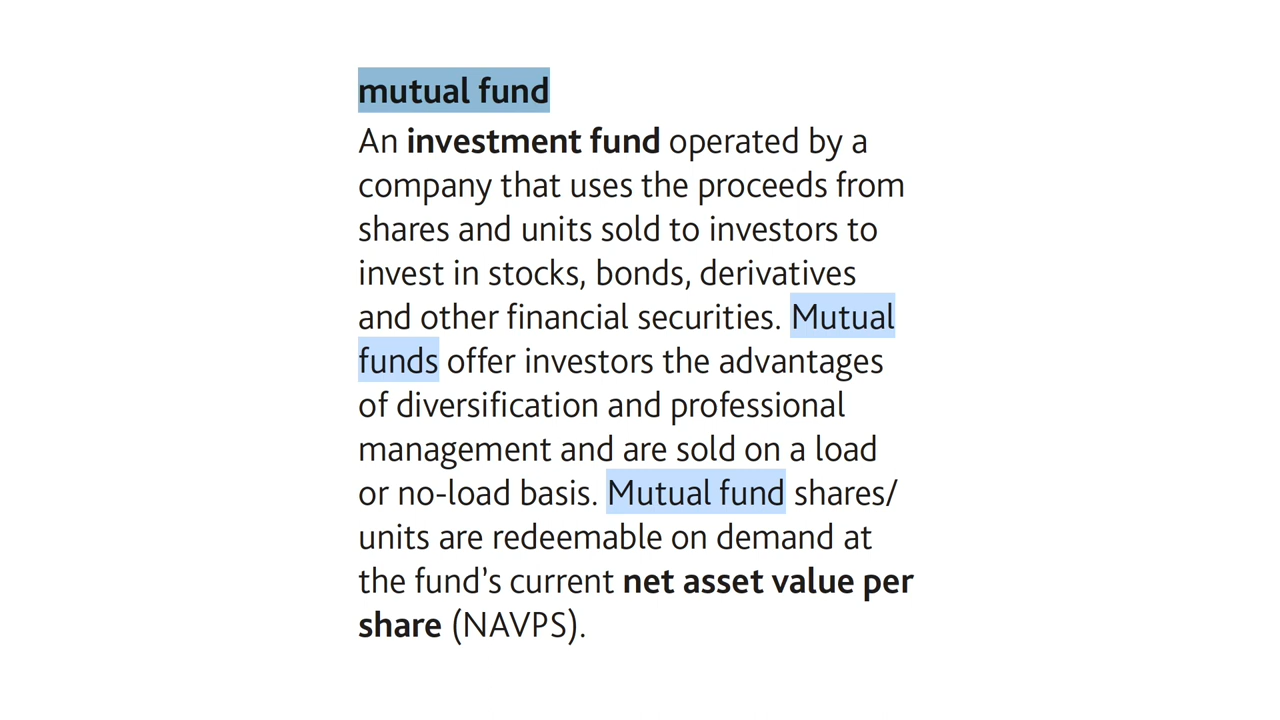 mutual fund
An investment fund operated by a
company that uses the proceeds from
shares and units sold to investors to
invest in stocks, bonds, derivatives
and other financial securities. Mutual
funds offer investors the advantages
of diversification and professional
management and are sold on a load
or no-load basis. Mutual fund shares/
units are redeemable on demand at
the fund’s current net asset value per
share (NAVPS).